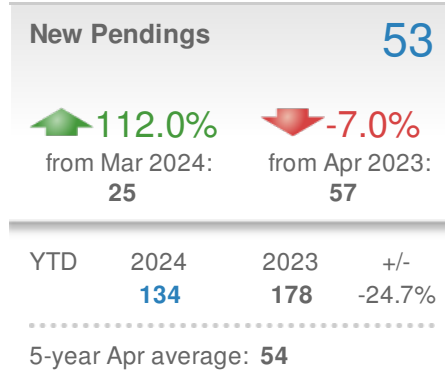 New Pendings 53
112.0% -7.0%
from Mar 2024: from Apr 2023:
25 57
YTD 2024 2023 +/-
134 178 -24.7%
5-year Apr average: 54